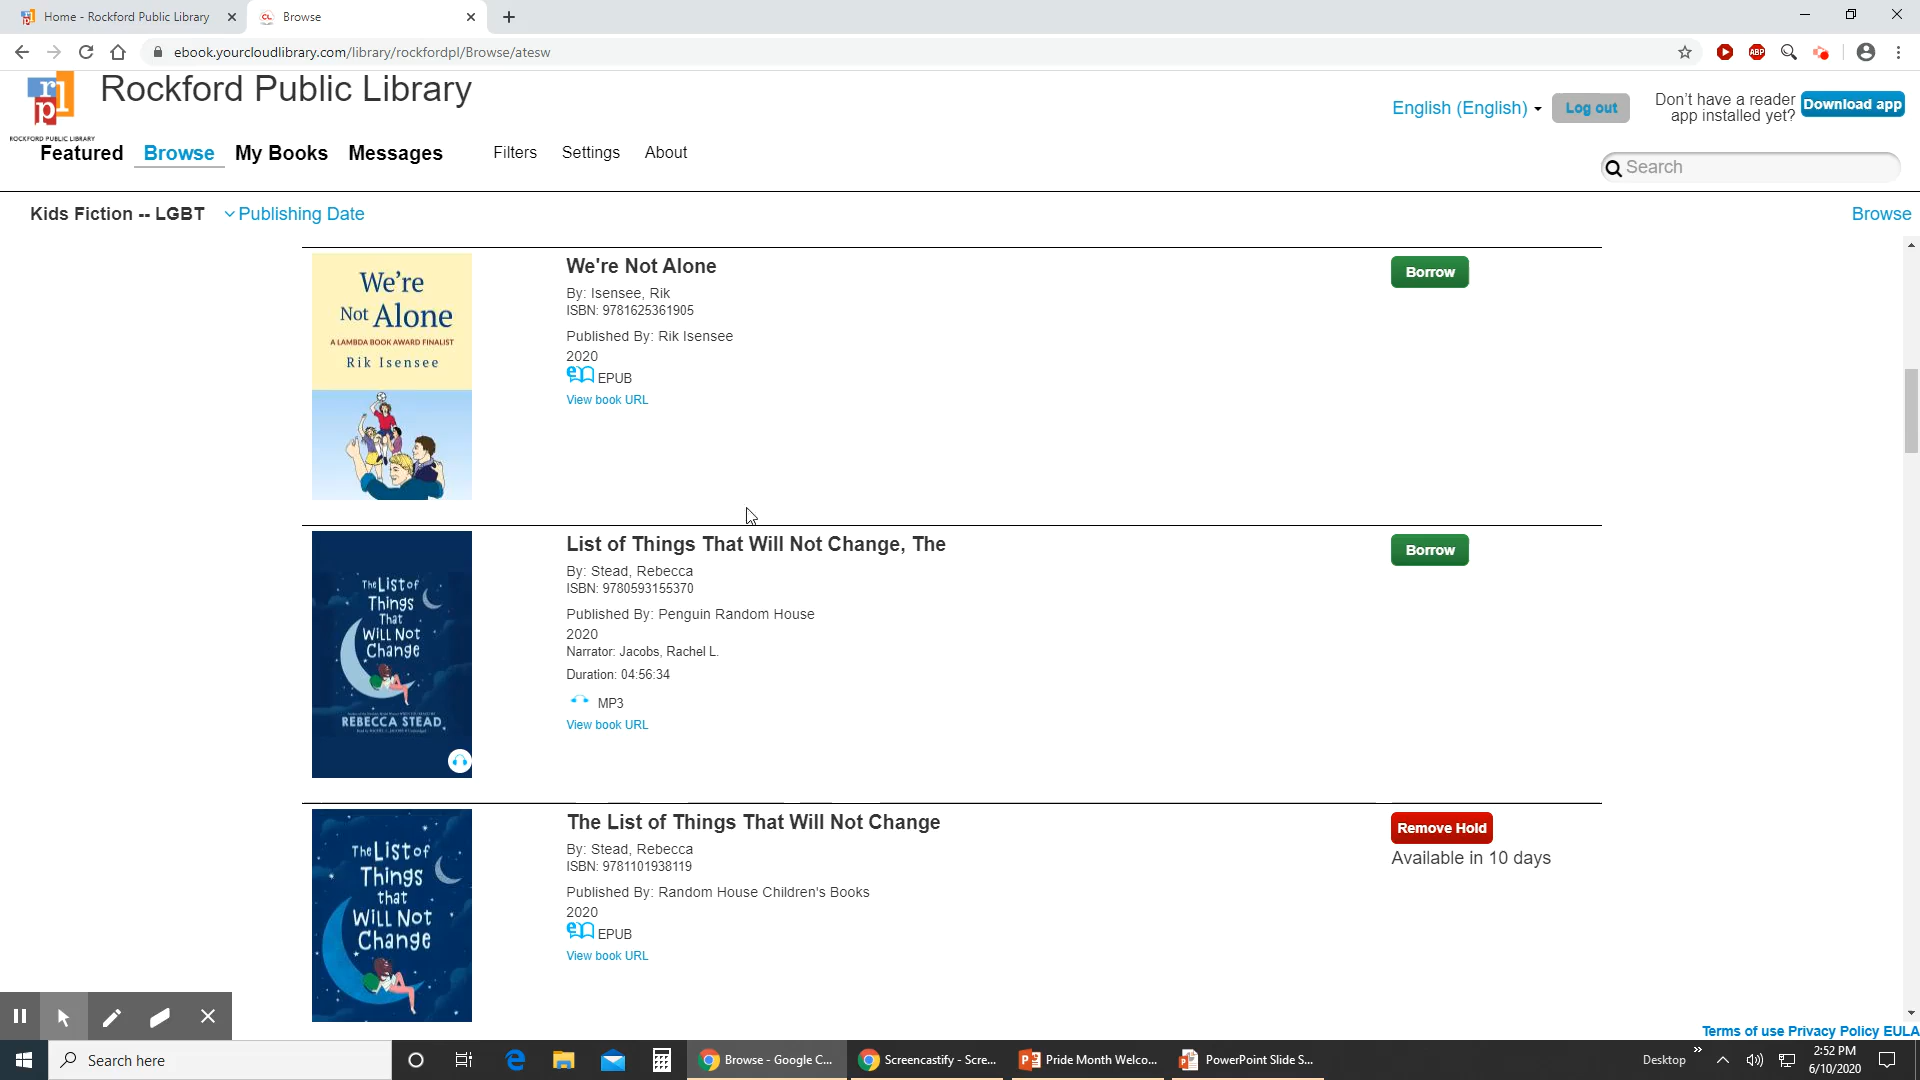 Home - Rockford Public Library
CL Browse
ebook.yourcloudlibrary.com/library/rockfordpl/Browse/atesw
ABP
rpl
ROCKFORD PUBLIC LIBRARY
Rockford Public Library
English (English)
Log out
Don't have a reader
app installed yet?
Download app
Featured Browse My Books Messages Filters Settings About
Search
Kids Fiction -- LGBT Publishing Date Browse
We're
Not Alone
A LAMBDA BOOK AWARD FINALIST
Rik Isensee
We're Not Alone
By: Isensee, Rik
ISBN: 9781625361905
Published By: Rik Isensee
2020
EPUB
View book URL
Borrow
The List of
Things
That
Will Not
Change
REBECCA STEAD
List of Things That Will Not Change, The
By: Stead, Rebecca
ISBN: 9780593155370
Published By: Penguin Random House
2020
Narrator: Jacobs, Rachel L.
Duration: 04:56:34
MP3
View book URL
Borrow
The List of
Things
that
Will Not
Change
The List of Things That Will Not Change
By: Stead, Rebecca
ISBN: 9781101938119
Published By: Random House Children's Books
2020
EPUB
View book URL
Remove Hold
Available in 10 days
Terms of use Privacy Policy EULA
Search here
Browse - Google C...
Screencastify - Scre...
Pride Month Welco...
PowerPoint Slide S...
Desktop
2:52 PM
6/10/2020